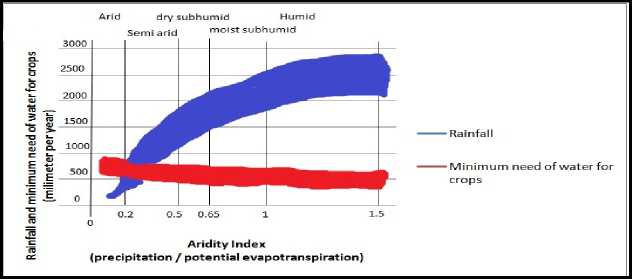 Arid dry subhumid Humid
Semi arid moist subhumid
Rainfall and minimum need of water for crops
(milimeter per year)
3000
2500
2000
1500
1000
500
0
0 0.2 0.5 0.65 1 1.5
Aridity Index
(precipitation / potential evapotranspiration)
Rainfall
Minimum need of water for
crops